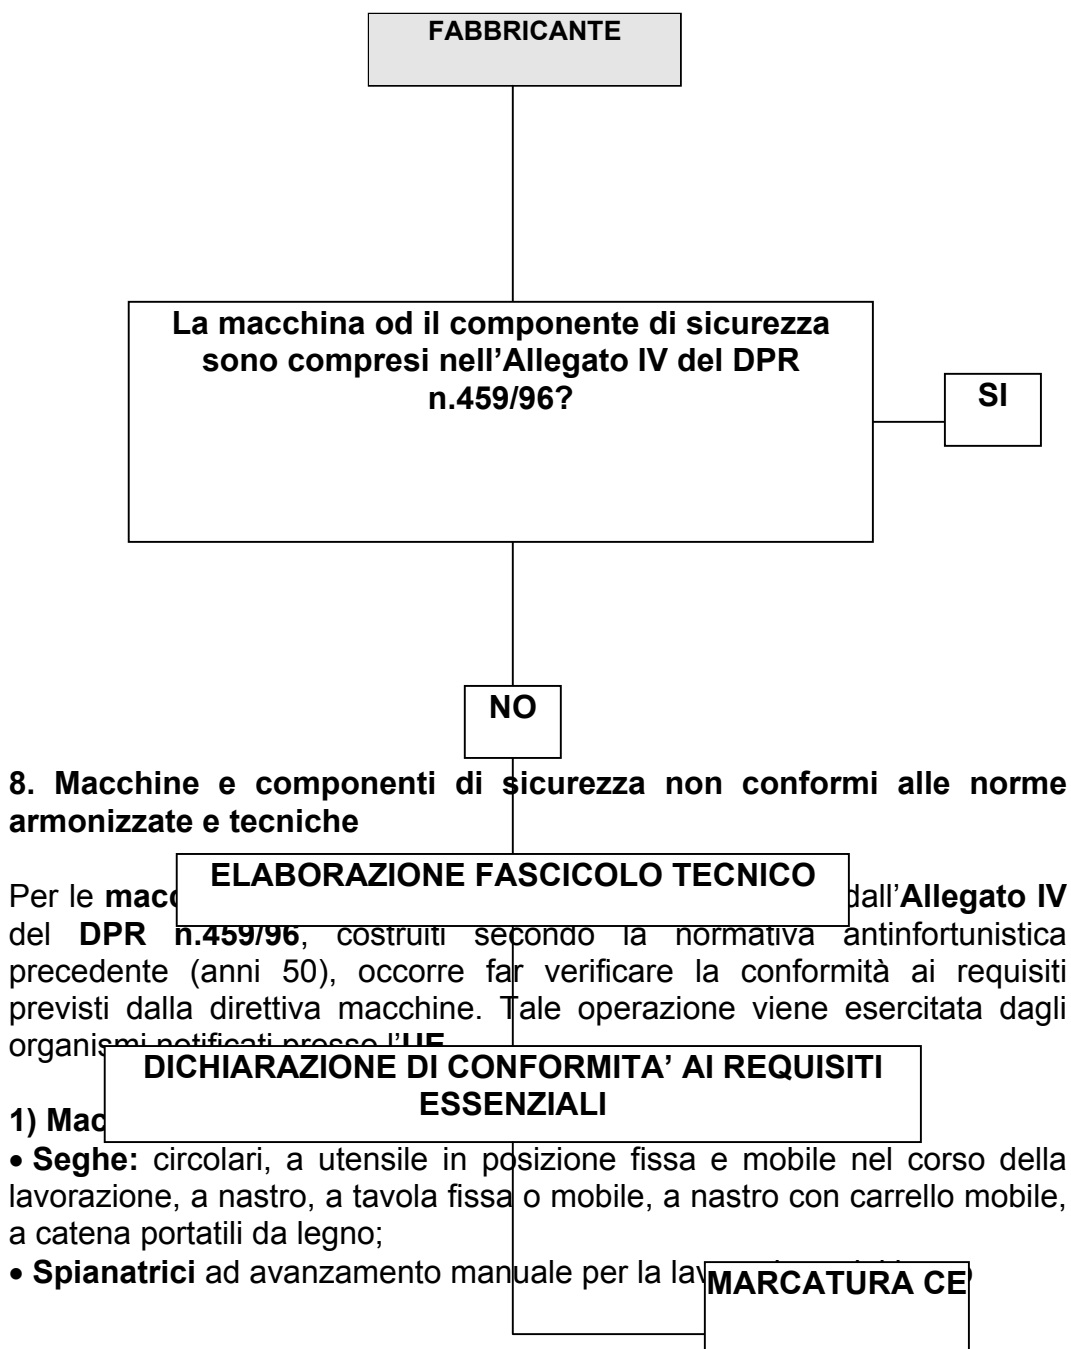 FABBRICANTE
La macchina od il componente di sicurezza
sono compresi nell’Allegato IV del DPR
n.459/96?
SI
NO
8. Macchine e componenti di sicurezza non conformi alle norme
armonizzate e tecniche
ELABORAZIONE FASCICOLO TECNICO
Per le dall’Allegato IV
del DPR n.459/96, costruiti secondo la normativa antinfortunistica
precedente (anni 50), occorre far verificare la conformità ai requisiti
previsti dalla direttiva macchine. Tale operazione viene esercitata dagli
organismi notificati presso l’UE
DICHIARAZIONE DI CONFORMITA’ AI REQUISITI
ESSENZIALI
1)
• Seghe: circolari, a utensile in posizione fissa e mobile nel corso della
lavorazione, a nastro, a tavola fissa o mobile, a nastro con carrello mobile,
a catena portatili da legno;
• Spianatrici ad avanzamento manuale per la
MARCATURA CE